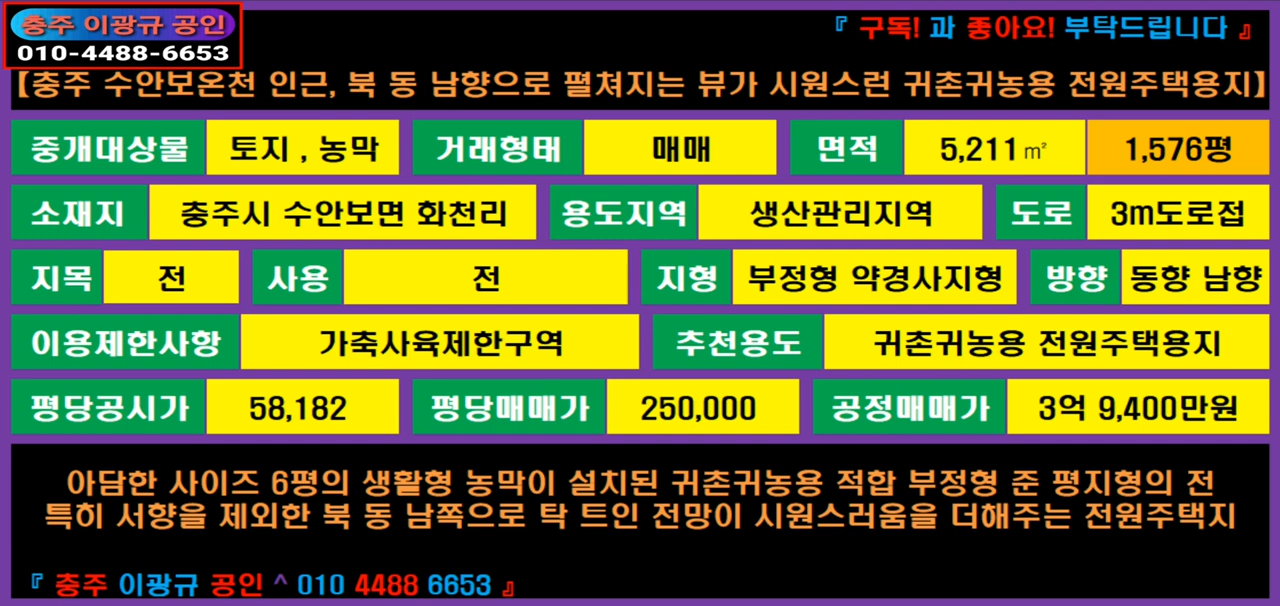 충주 이광규 공인
010-4488-6653
『 구독! 과 좋아요! 부탁드립니다 』
【충주 수안보온천 인근, 북 동 남향으로 펼쳐지는 뷰가 시원스런 귀촌귀농용 전원주택용지】
중개대상물 토지 , 농막 거래형태 매매 면적 5,211㎡ 1,576평
소재지 충주시 수안보면 화천리 용도지역 생산관리지역 도로 3m도로접
지목 전 사용 전 지형 부정형 약경사지형 방향 동향 남향
이용제한사항 가축사육제한구역 추천용도 귀촌귀농용 전원주택용지
평당공시가 58,182 평당매매가 250,000 공정매매가 3억 9,400만원
아담한 사이즈 6평의 생활형 농막이 설치된 귀촌귀농용 적합 부정형 준 평지형의 전
특히 서향을 제외한 북 동 남쪽으로 탁 트인 전망이 시원스러움을 더해주는 전원주택지
『 충주 이광규 공인 ^ 010 4488 6653 』